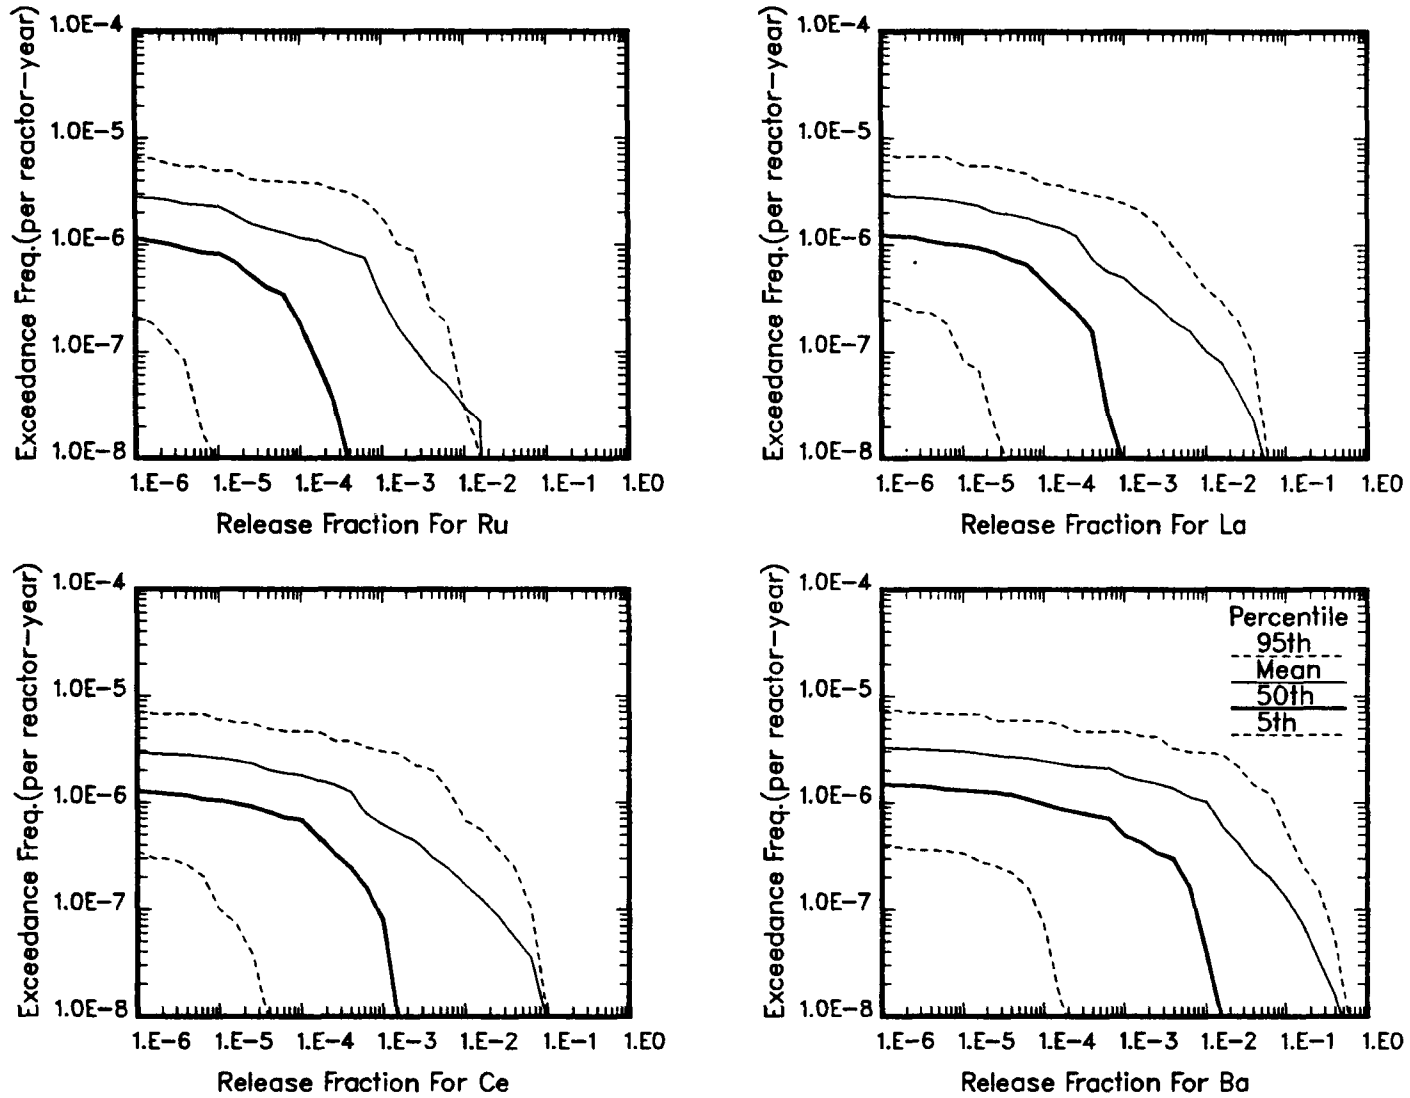 Exceedance Freq.(per reactor-year)
1.0E-4
1.0E-5
1.0E-6
1.0E-7
1.0E-8
1.E-6 1.E-5 1.E-4 1.E-3 1.E-2 1.E-1 1.E0
Release Fraction For Ru
Exceedance Freq.(per reactor-year)
1.0E-4
1.0E-5
1.0E-6
1.0E-7
1.0E-8
1.E-6 1.E-5 1.E-4 1.E-3 1.E-2 1.E-1 1.E0
Release Fraction For La
Exceedance Freq.(per reactor-year)
1.0E-4
1.0E-5
1.0E-6
1.0E-7
1.0E-8
1.E-6 1.E-5 1.E-4 1.E-3 1.E-2 1.E-1 1.E0
Release Fraction For Ce
Exceedance Freq.(per reactor-year)
1.0E-4
1.0E-5
1.0E-6
1.0E-7
1.0E-8
Percentile
95th
Mean
50th
5th
1.E-6 1.E-5 1.E-4 1.E-3 1.E-2 1.E-1 1.E0
Release Fraction For Ba